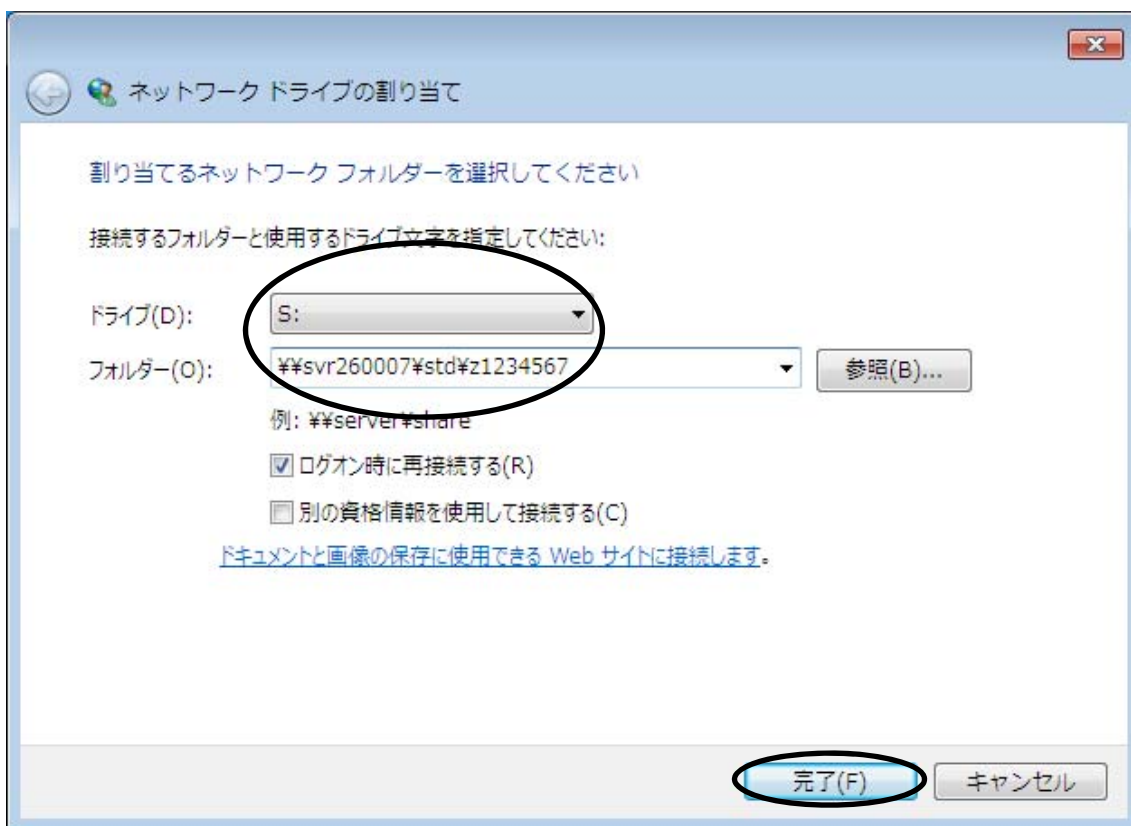 ネットワーク ドライブの割り当て
割り当てるネットワーク フォルダーを選択してください
接続するフォルダーと使用するドライブ文字を指定してください:
ドライブ(D): S:
フォルダー(O): ¥¥svr260007¥std¥z1234567 参照(B)...
例: ¥¥server¥share
ログオン時に再接続する(R)
別の資格情報を使用して接続する(C)
ドキュメントと画像の保存に使用できる Web サイトに接続します。
完了(F) キャンセル